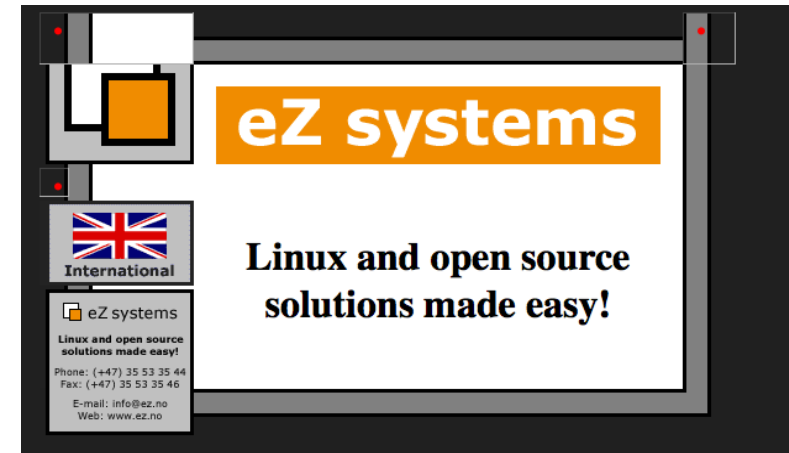 eZ systems
Linux and open source
solutions made easy!
International
eZ systems
Linux and open source
solutions made easy!
Phone: (+47) 35 53 35 44
Fax: (+47) 35 53 35 46
E-mail: info@ez.no
Web: www.ez.no